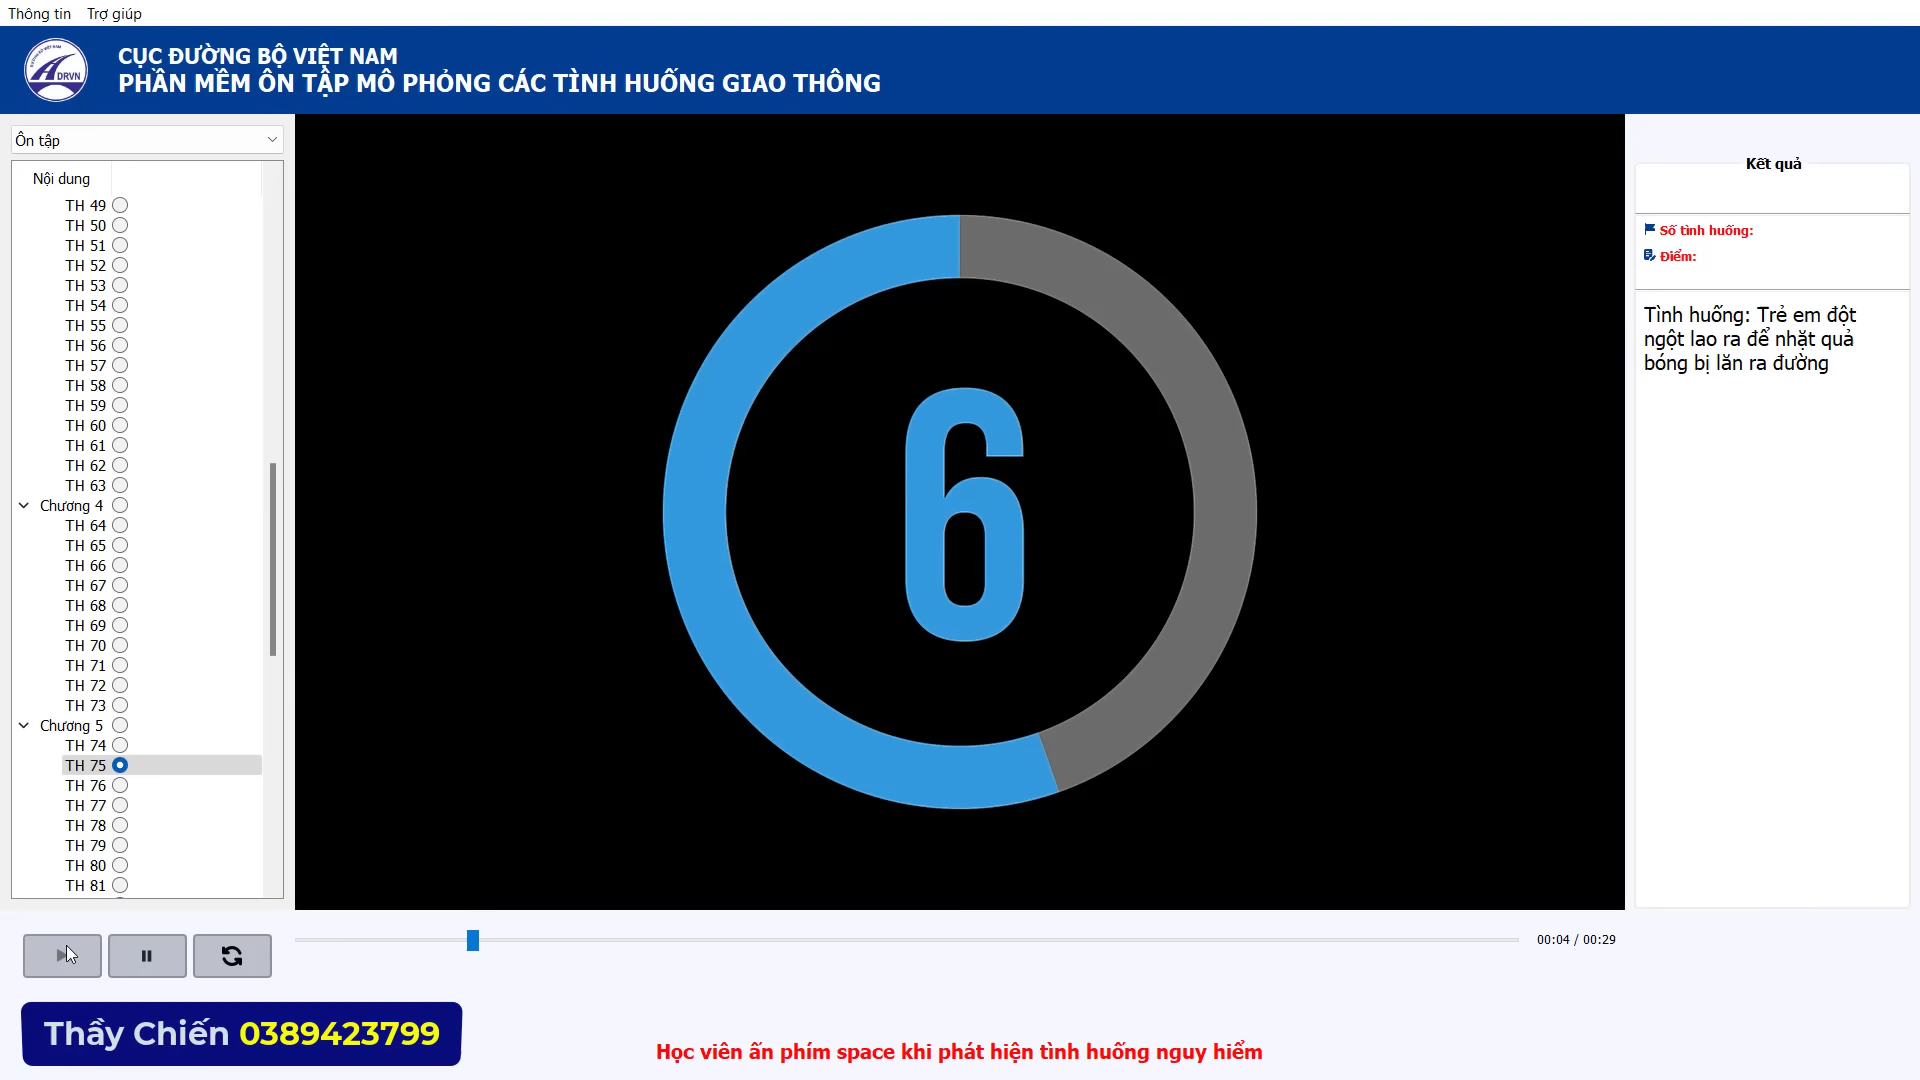 Thông tin Trợ giúp
CỤC ĐƯỜNG BỘ VIỆT NAM
PHẦN MỀM ÔN TẬP MÔ PHỎNG CÁC TÌNH HUỐNG GIAO THÔNG
DRVN
Ôn tập
Nội dung
TH 49
TH 50
TH 51
TH 52
TH 53
TH 54
TH 55
TH 56
TH 57
TH 58
TH 59
TH 60
TH 61
TH 62
TH 63
Chương 4
TH 64
TH 65
TH 66
TH 67
TH 68
TH 69
TH 70
TH 71
TH 72
TH 73
Chương 5
TH 74
TH 75
TH 76
TH 77
TH 78
TH 79
TH 80
TH 81
6
Kết quả
Số tình huống:
Điểm:
Tình huống: Trẻ em đột
ngột lao ra để nhặt quả
bóng bị lăn ra đường
00:04 / 00:29
Thầy Chiến 0389423799
Học viên ấn phím space khi phát hiện tình huống nguy hiểm